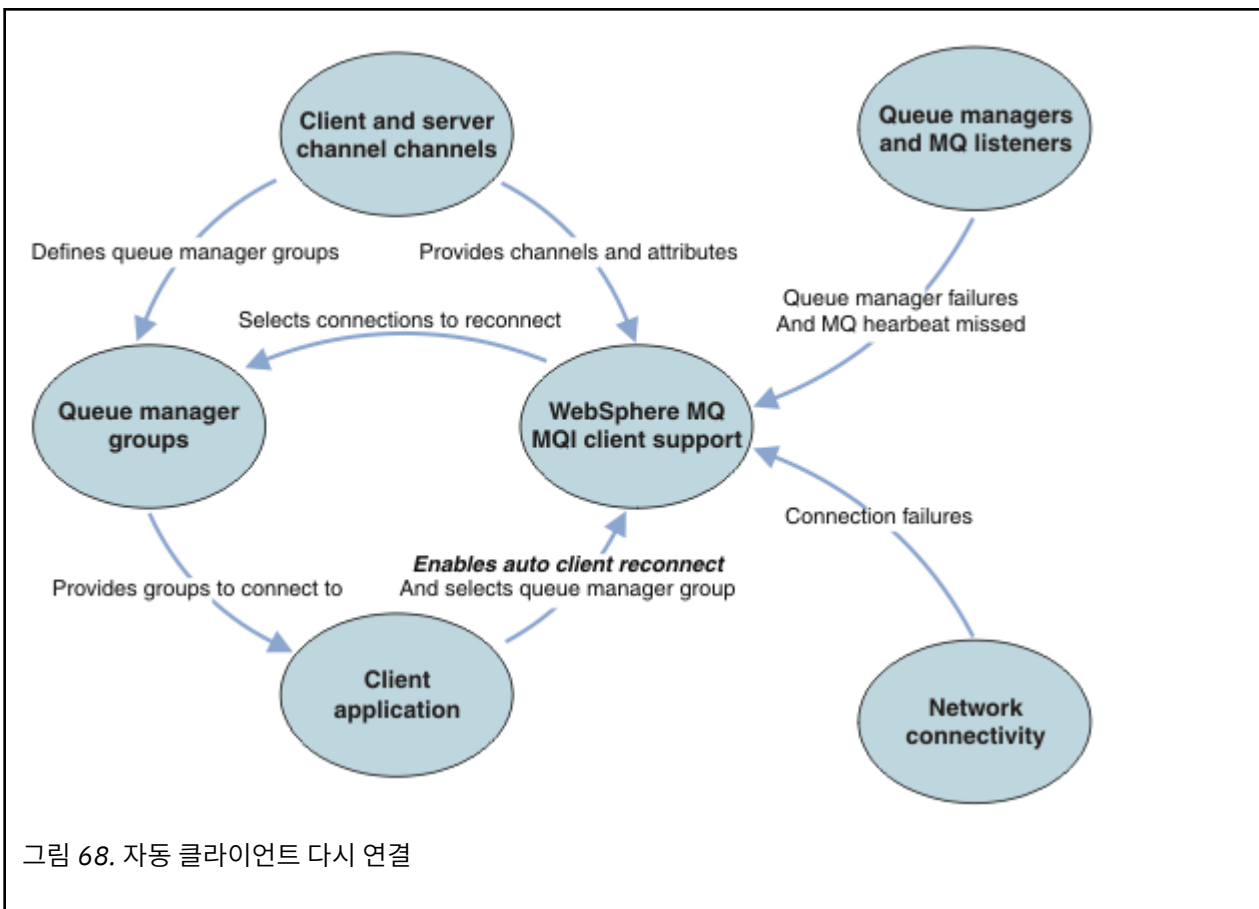 Client and server
channel channels
Queue managers
and MQ listeners
Defines queue manager groups
Provides channels and attributes
Queue manager failures
And MQ hearbeat missed
Selects connections to reconnect
Queue manager
groups
WebSphere MQ
MQI client support
Connection failures
Enables auto client reconnect
And selects queue manager group
Provides groups to connect to
Client
application
Network
connectivity
그림 68. 자동 클라이언트 다시 연결